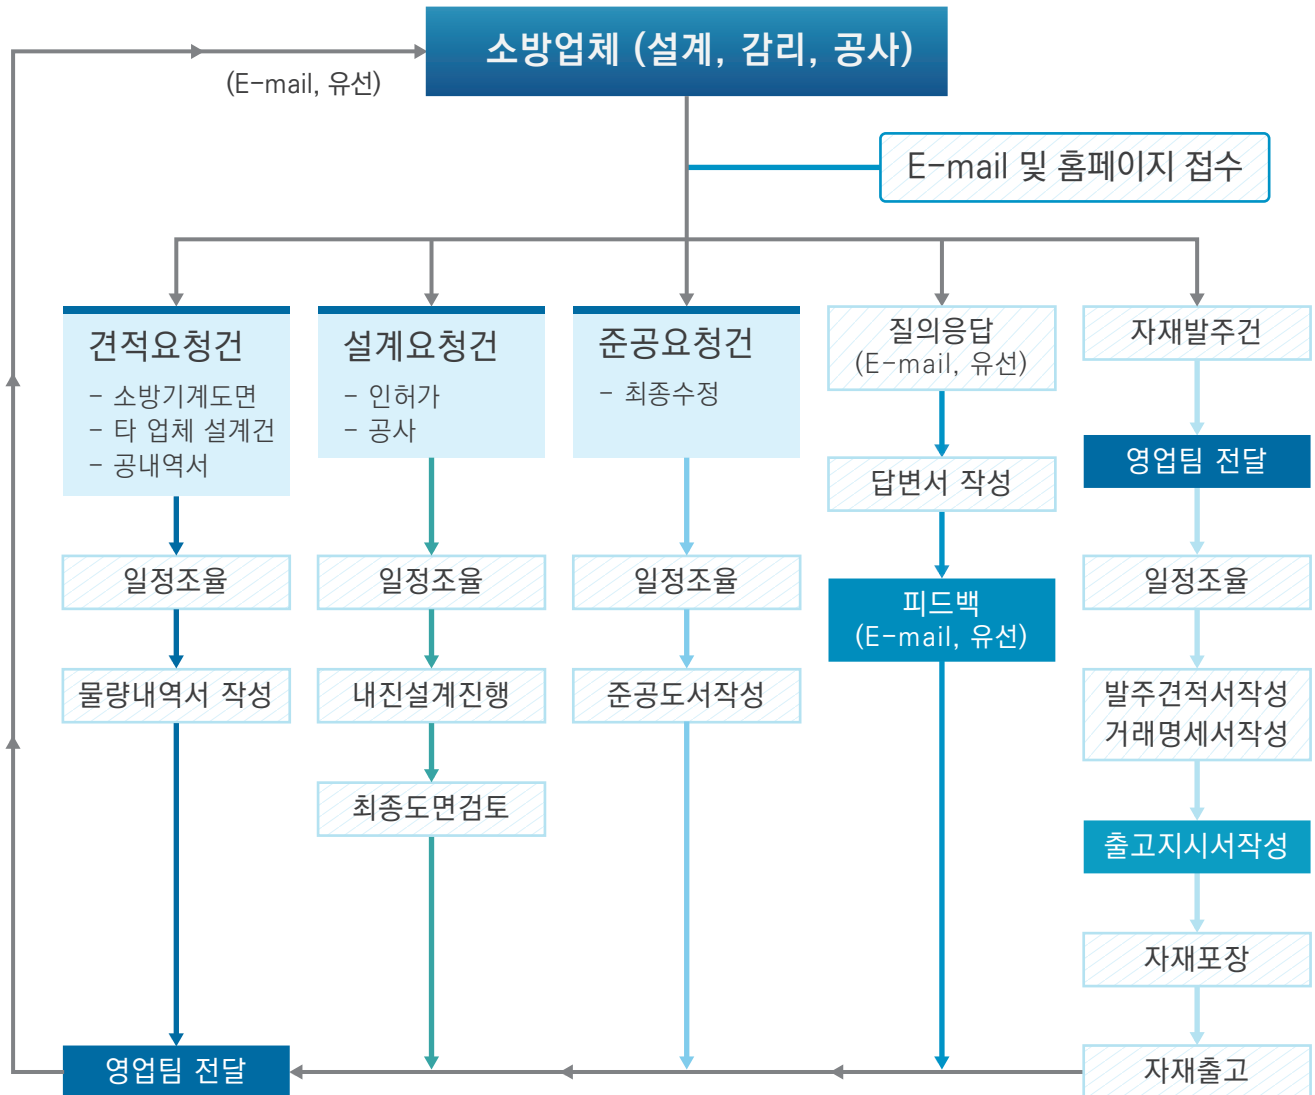 소방업체 (설계, 감리, 공사)
(E-mail, 유선)
E-mail 및 홈페이지 접수
견적요청건
- 소방기계도면
- 타 업체 설계건
- 공내역서
일정조율
물량내역서 작성
영업팀 전달
설계요청건
- 인허가
- 공사
일정조율
내진설계진행
최종도면검토
준공요청건
- 최종수정
일정조율
준공도서작성
질의응답
(E-mail, 유선)
답변서 작성
피드백
(E-mail, 유선)
자재발주건
영업팀 전달
일정조율
발주견적서작성
거래명세서작성
출고지시서작성
자재포장
자재출고